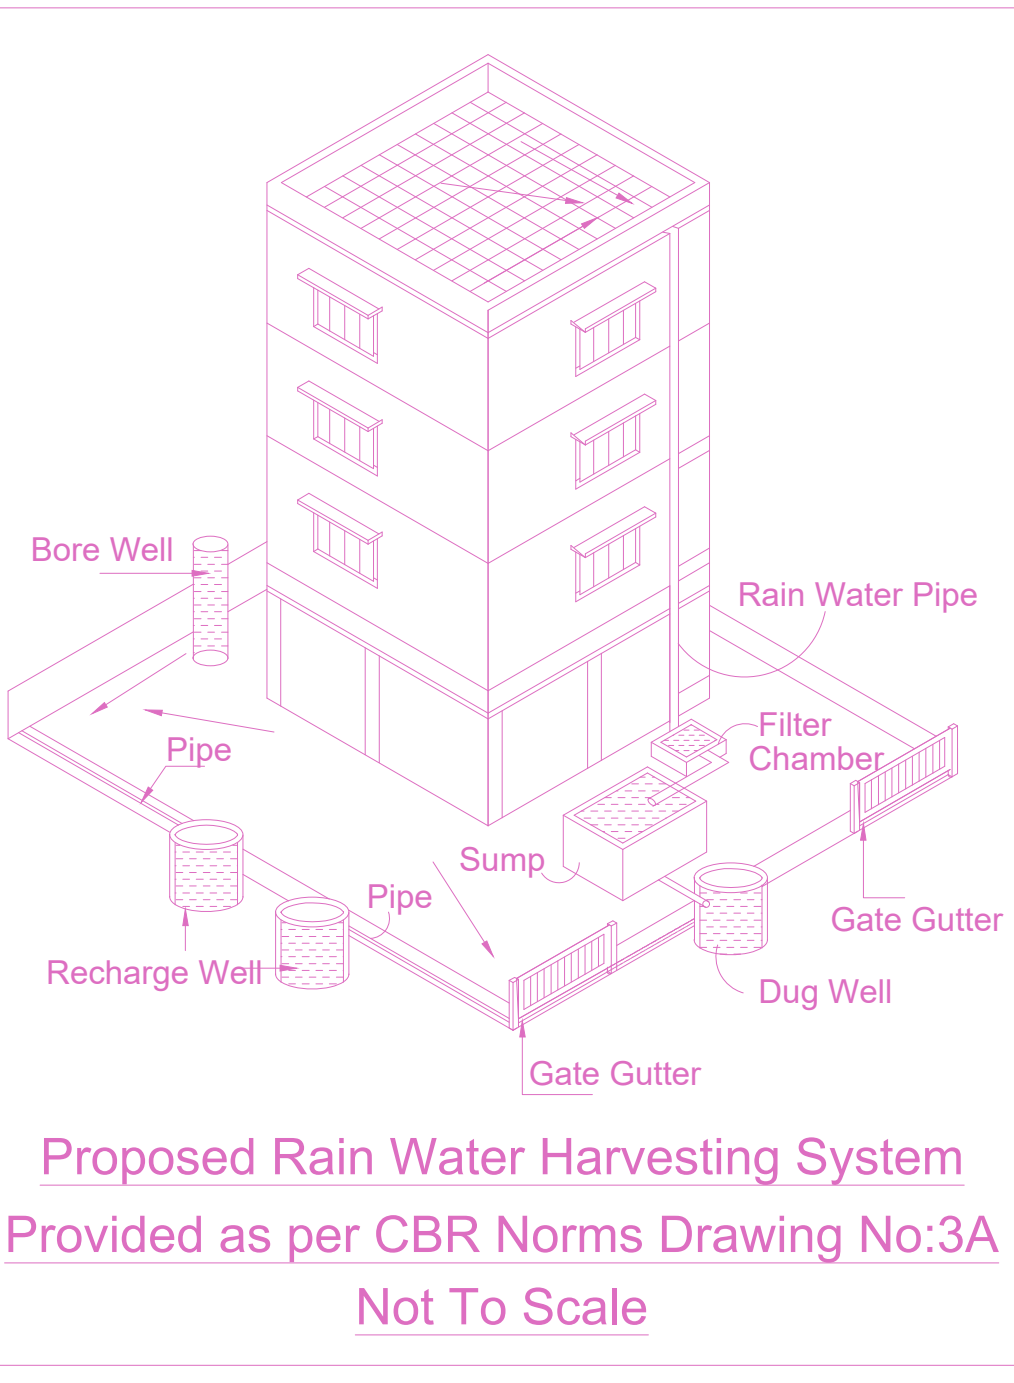 Bore Well
Rain Water Pipe
Filter
Chamber
Pipe
Sump
Pipe
Gate Gutter
Recharge Well
Dug Well
Gate Gutter
Proposed Rain Water Harvesting System
Provided as per CBR Norms Drawing No:3A
Not To Scale